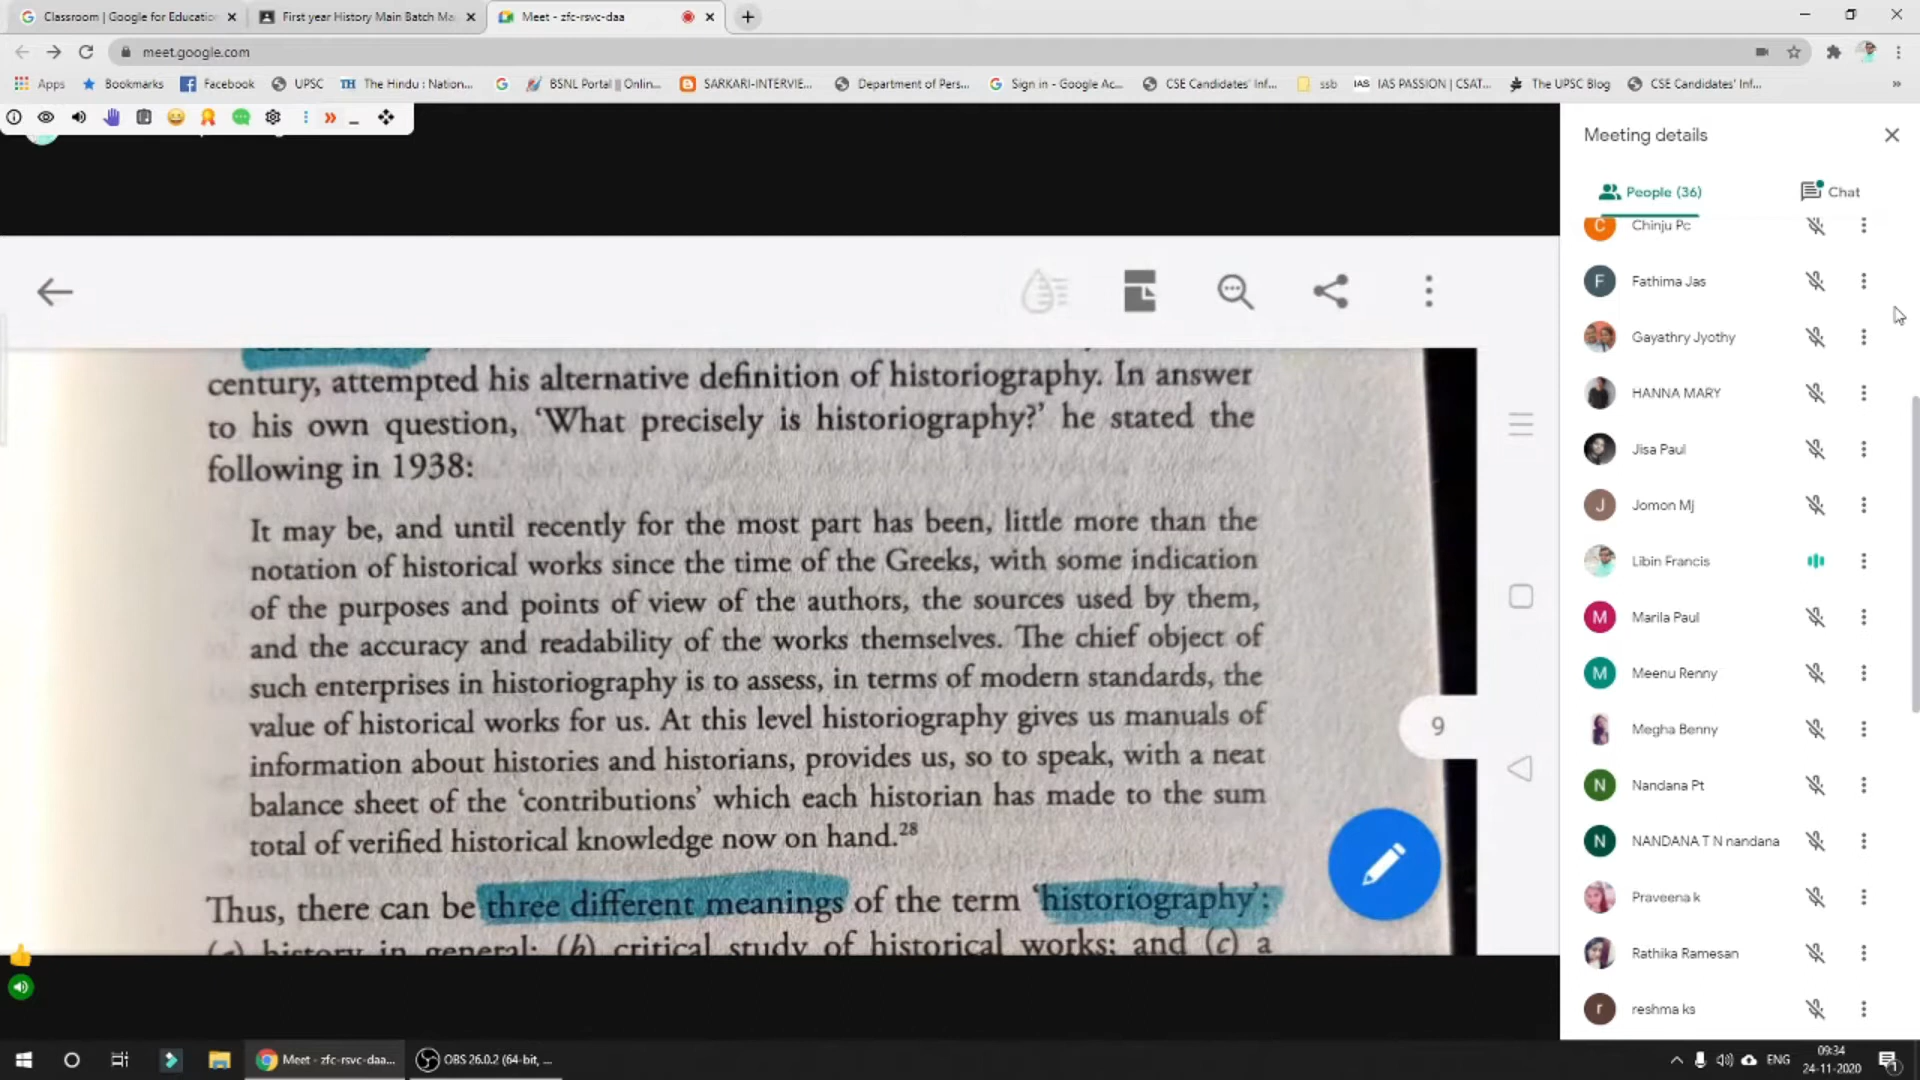 Classroom | Google for Educatio
First year History Main Batch Ma
Meet - zfc-rsvc-daa
meet.google.com
Apps
Bookmarks
Facebook
UPSC
TH
The Hindu : Nation...
BSNL Portal || Onlin...
SARKARI-INTERVIE...
Department of Pers...
Sign in - Google Ac...
CSE Candidates' Inf...
ssb
IAS
IAS PASSION | CSAT...
The UPSC Blog
CSE Candidates' Inf...
Meeting details
People (36)
Chat
C
Chinju Pc
F
Fathima Jas
Gayathry Jyothy
HANNA MARY
Jisa Paul
J
Jomon Mj
Libin Francis
M
Marila Paul
M
Meenu Renny
Megha Benny
N
Nandana Pt
N
NANDANA T N nandana
Praveena k
Rathika Ramesan
r
reshma ks
century, attempted his alternative definition of historiography. In answer
to his own question, ‘What precisely is historiography?’ he stated the
following in 1938:
It may be, and until recently for the most part has been, little more than the
notation of historical works since the time of the Greeks, with some indication
of the purposes and points of view of the authors, the sources used by them,
and the accuracy and readability of the works themselves. The chief object of
such enterprises in historiography is to assess, in terms of modern standards, the
value of historical works for us. At this level historiography gives us manuals of
information about histories and historians, provides us, so to speak, with a neat
balance sheet of the ‘contributions’ which each historian has made to the sum
total of verified historical knowledge now on hand.28
Thus, there can be three different meanings of the term ‘historiography’:
(a) history in general; (b) critical study of historical works; and (c) a
9
Meet - zfc-rsvc-daa...
OBS 26.0.2 (64-bit, ...
ENG
09:34
24-11-2020
1